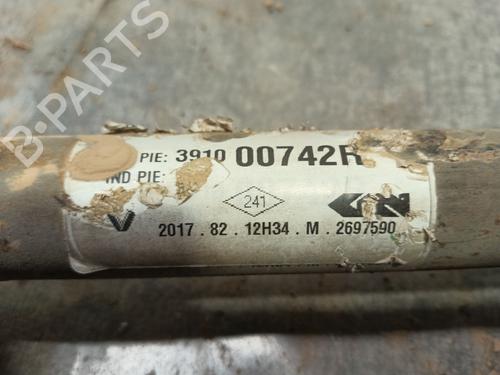 B-PARTS
PIE: 3910 00742R
IND PIE:
241
GKN
2017 . 82 . 12H34 . M . 2697590